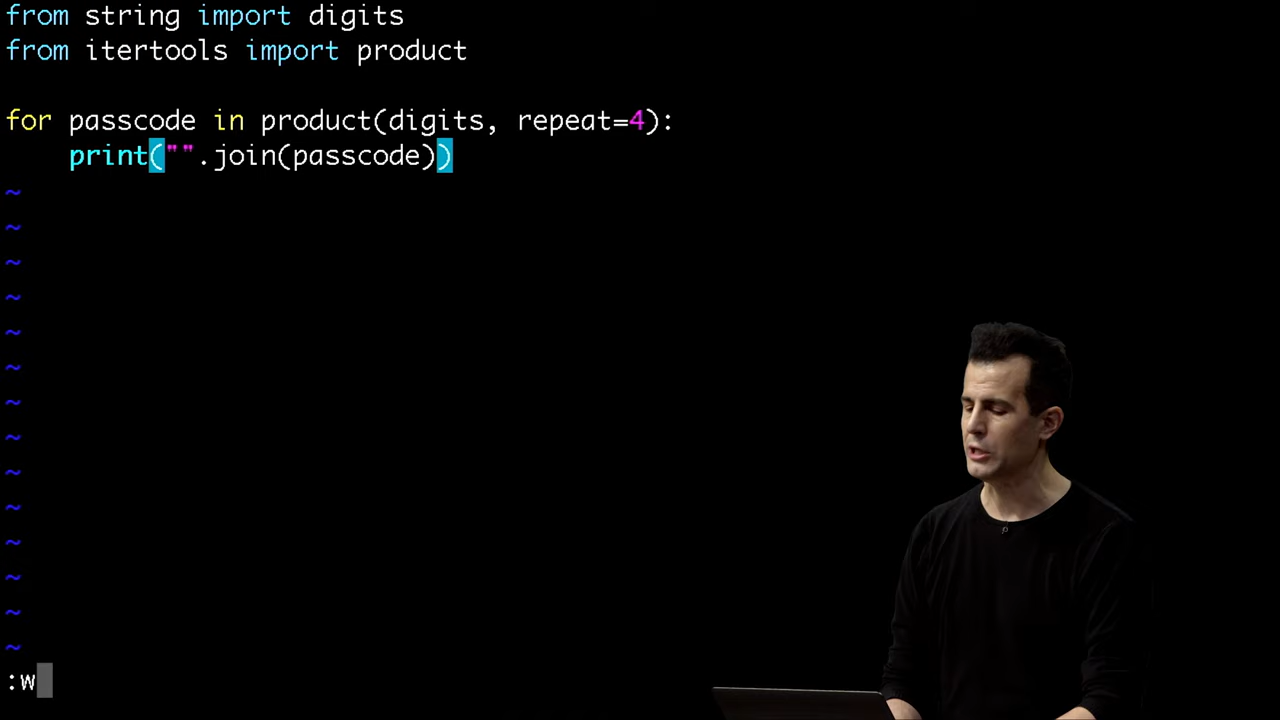 from string import digits
from itertools import product
for passcode in product(digits, repeat=4):
    print("".join(passcode))
~
~
~
~
~
~
~
~
~
~
~
~
~
~
:w